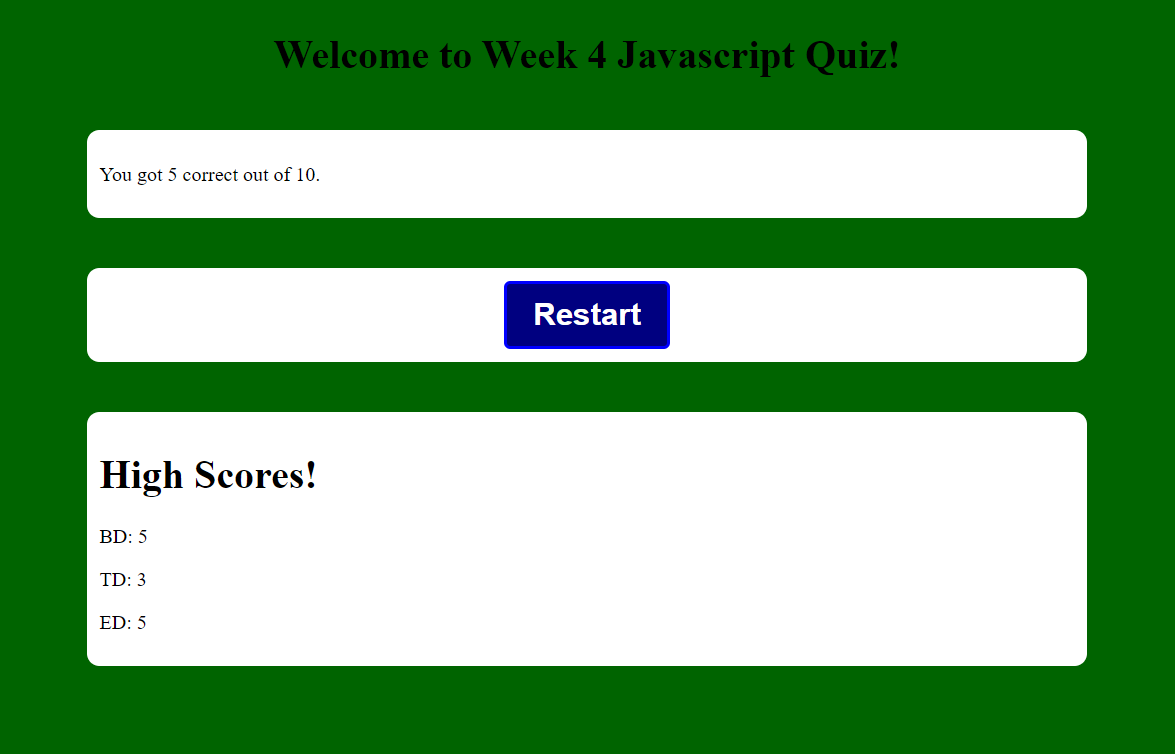 Welcome to Week 4 Javascript Quiz!
You got 5 correct out of 10.
Restart
High Scores!
BD: 5
TD: 3
ED: 5